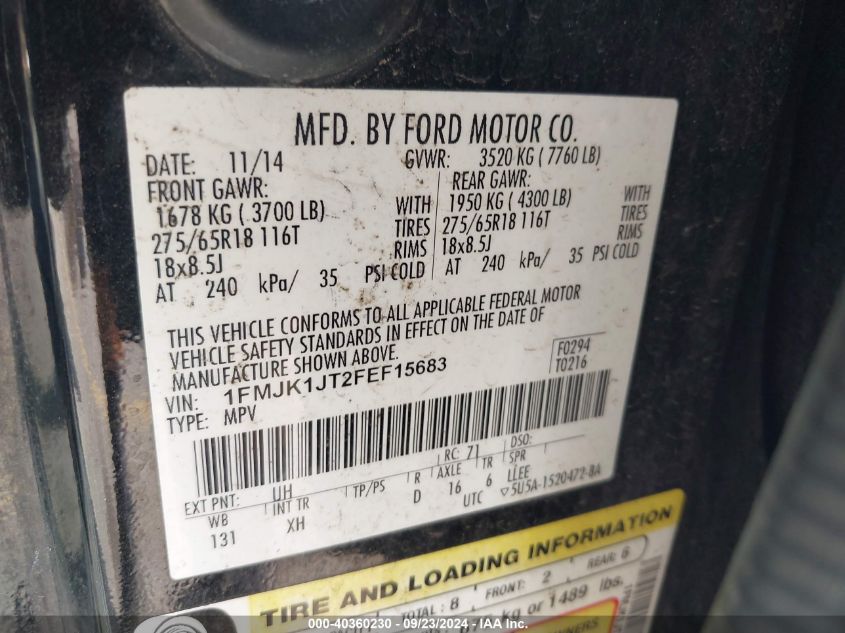 MFD. BY FORD MOTOR CO.
DATE: 11/14 GVWR: 3520 KG ( 7760 LB)
FRONT GAWR: REAR GAWR:
1678 KG ( 3700 LB) WITH 1950 KG ( 4300 LB) WITH
275/65R18 116T TIRES 275/65R18 116T TIRES
18x8.5J RIMS 18x8.5J RIMS
AT 240 kPa/ 35 PSI COLD AT 240 kPa/ 35 PSI COLD
THIS VEHICLE CONFORMS TO ALL APPLICABLE FEDERAL MOTOR
VEHICLE SAFETY STANDARDS IN EFFECT ON THE DATE OF
MANUFACTURE SHOWN ABOVE.
F0294
T0216
VIN: 1FMJK1JT2FEF15683
TYPE: MPV
EXT PNT: UH RC: 71 DSO:
WB INT TR TP/PS R AXLE TR SPR
131 XH D 16 6 LLEE
UTC ▽5U5A-1520472-BA
TIRE AND LOADING INFORMATION
TOTAL: 8 FRONT: 2 REAR: 6
kg or 1489 lbs.
000-40360230 - 09/23/2024 - IAA Inc.